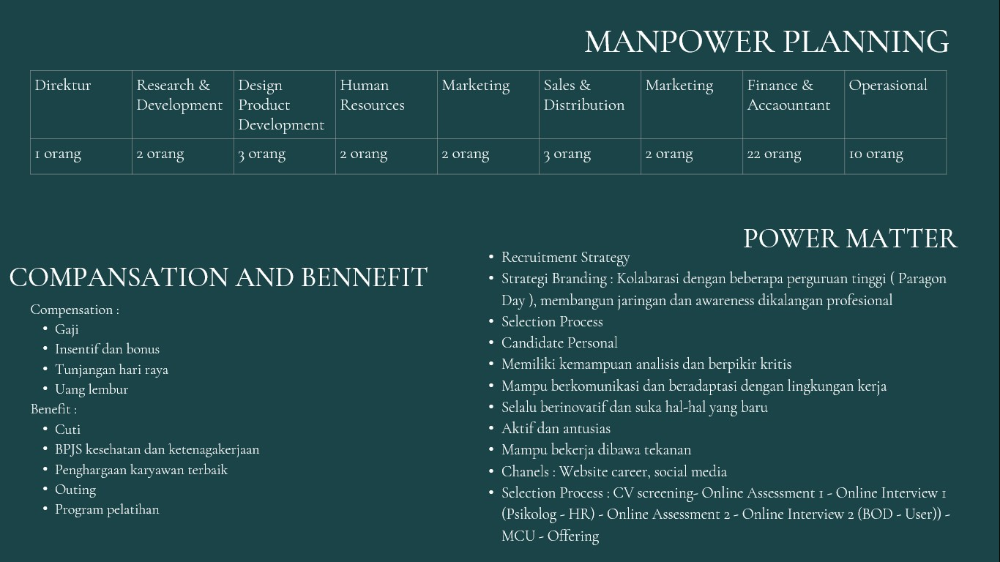 MANPOWER PLANNING
Direktur
Research &
Development
Design
Product
Development
Human
Resources
Marketing
Sales &
Distribution
Marketing
Finance &
Accaountant
Operasional
1 orang
2 orang
3 orang
2 orang
2 orang
3 orang
2 orang
22 orang
10 orang
COMPANSATION AND BENNEFIT
Compensation :
• Gaji
• Insentif dan bonus
• Tunjangan hari raya
• Uang lembur
Benefit :
• Cuti
• BPJS kesehatan dan ketenagakerjaan
• Penghargaan karyawan terbaik
• Outing
• Program pelatihan
POWER MATTER
• Recruitment Strategy
• Strategi Branding : Kolabarasi dengan beberapa perguruan tinggi ( Paragon
Day ), membangun jaringan dan awareness dikalangan profesional
• Selection Process
• Candidate Personal
• Memiliki kemampuan analisis dan berpikir kritis
• Mampu berkomunikasi dan beradaptasi dengan lingkungan kerja
• Selalu berinovatif dan suka hal-hal yang baru
• Aktif dan antusias
• Mampu bekerja dibawa tekanan
• Chanels : Website career, social media
• Selection Process : CV screening- Online Assessment 1 - Online Interview 1
(Psikolog - HR) - Online Assessment 2 - Online Interview 2 (BOD - User)) -
MCU - Offering